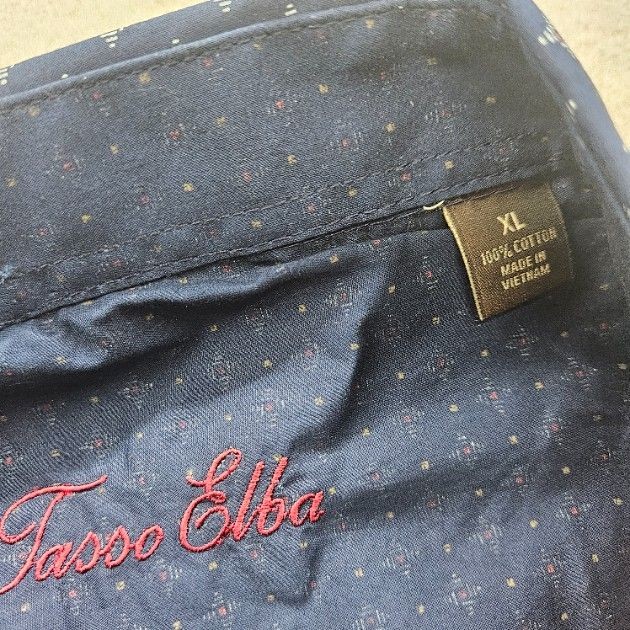 XL
100% COTTON
MADE IN
VIETNAM
Tasso Elba